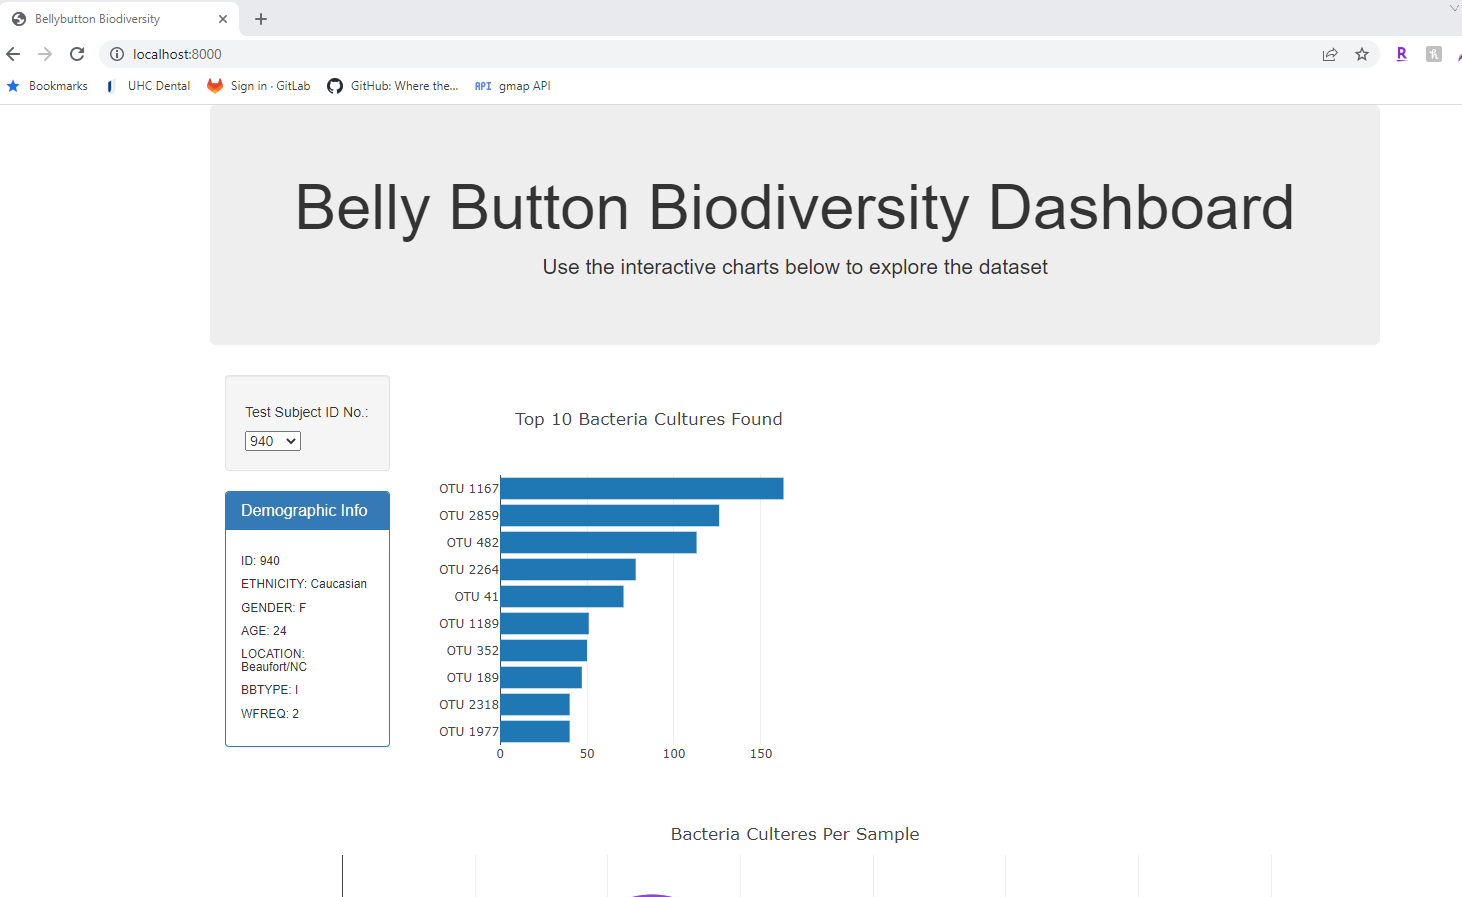 Bellybutton Biodiversity
localhost:8000
Bookmarks UHC Dental Sign in · GitLab GitHub: Where the... API gmap API
Belly Button Biodiversity Dashboard
Use the interactive charts below to explore the dataset
Test Subject ID No.:
940
Demographic Info
ID: 940
ETHNICITY: Caucasian
GENDER: F
AGE: 24
LOCATION:
Beaufort/NC
BBTYPE: I
WFREQ: 2
Top 10 Bacteria Cultures Found
OTU 1167
OTU 2859
OTU 482
OTU 2264
OTU 41
OTU 1189
OTU 352
OTU 189
OTU 2318
OTU 1977
0 50 100 150
Bacteria Culteres Per Sample